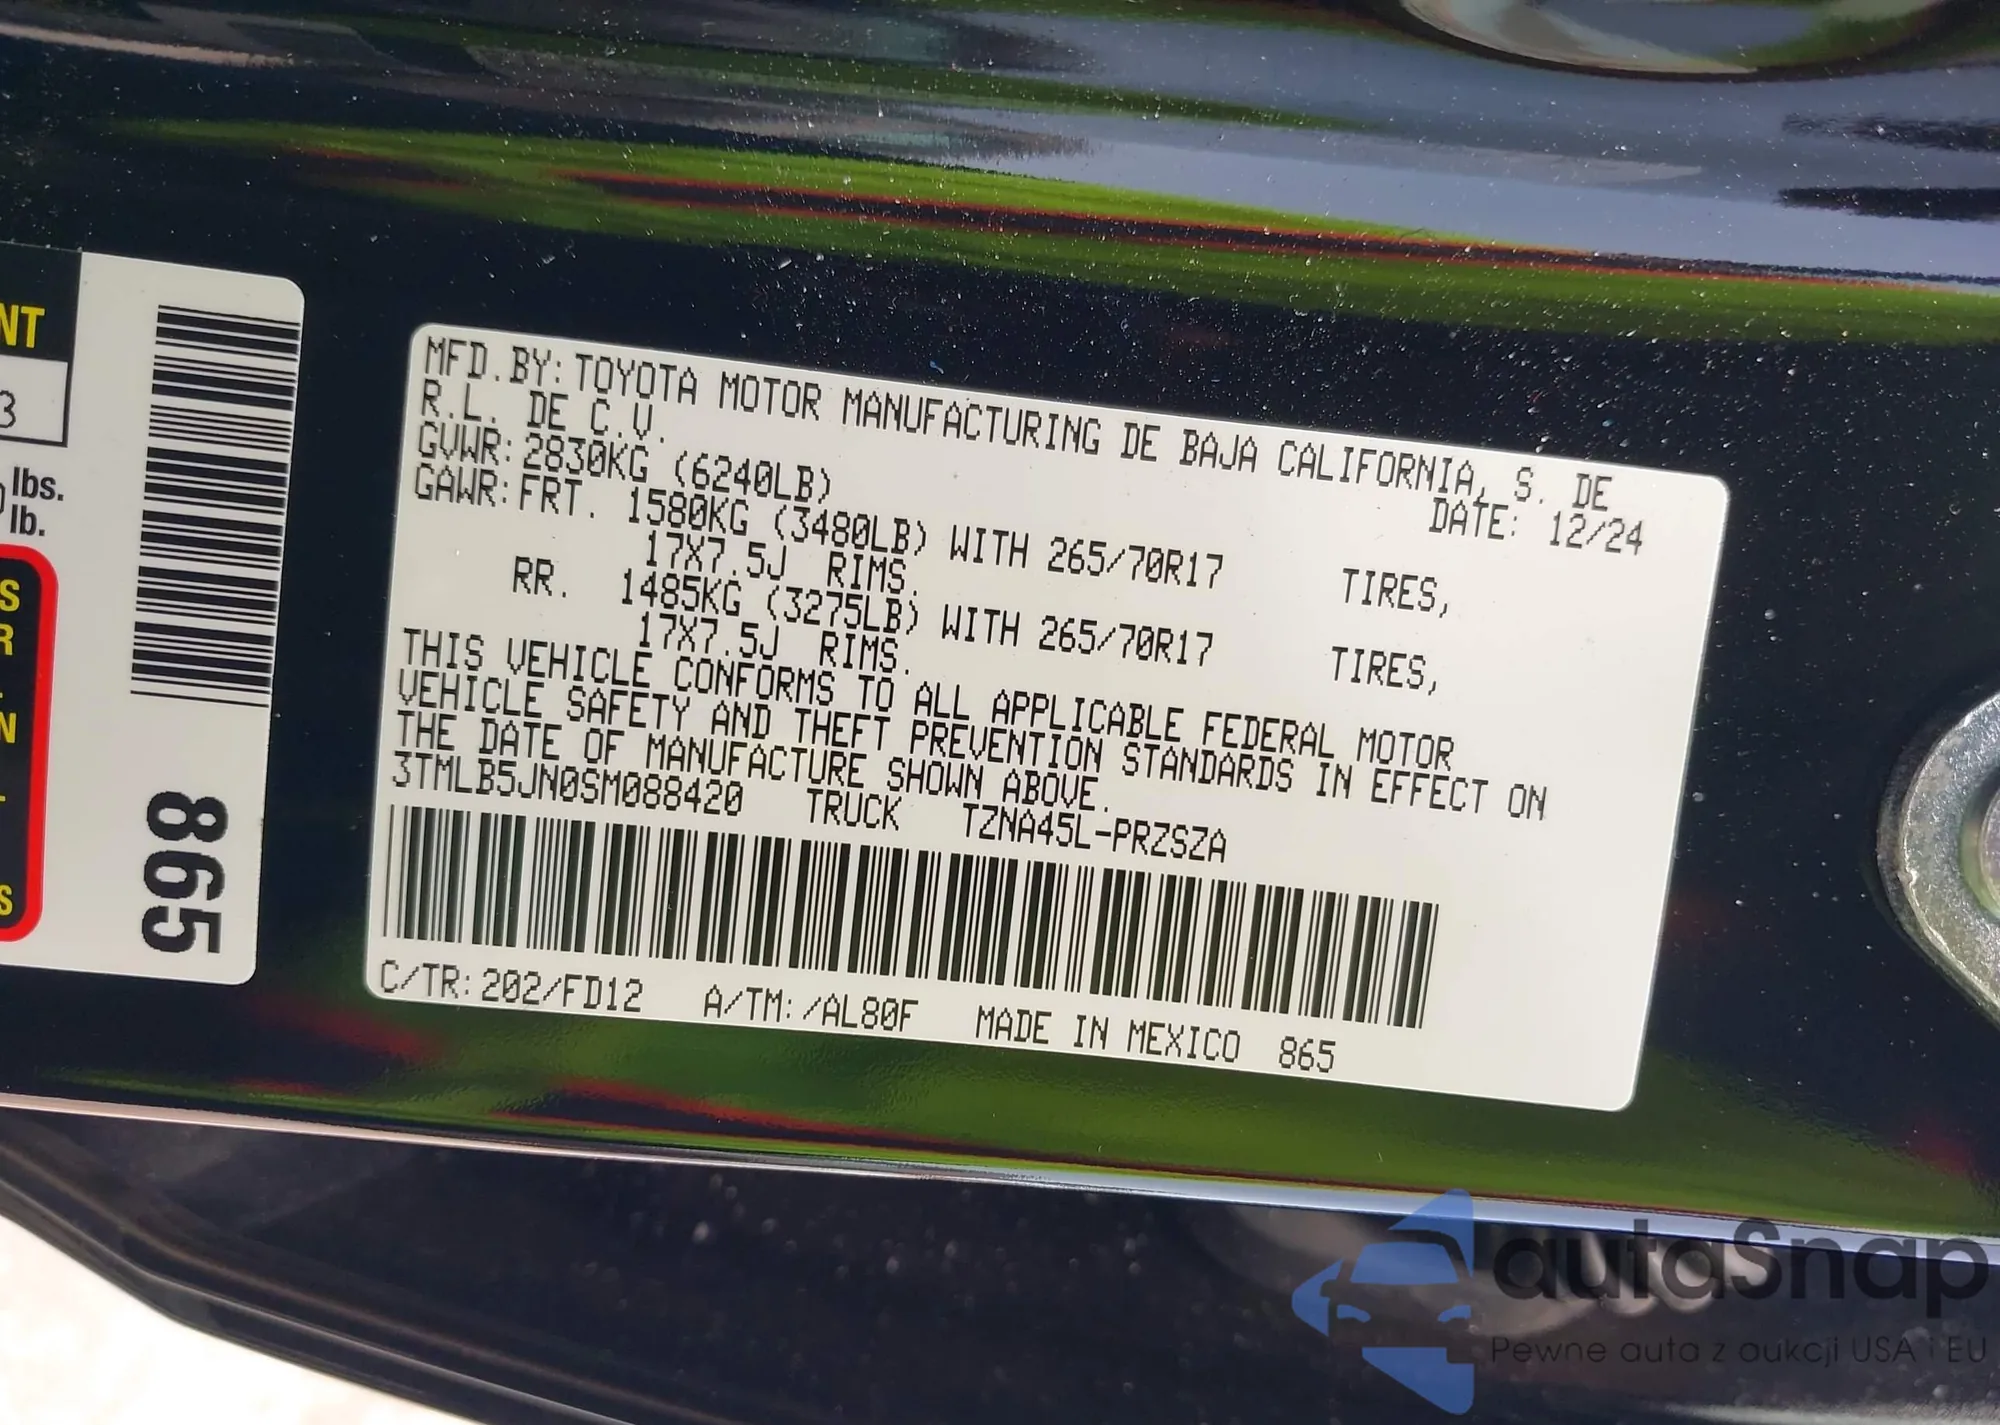 NT
3
lbs.
lb.
S
R
N
S
865
MFD.BY: TOYOTA MOTOR MANUFACTURING DE BAJA CALIFORNIA, S. DE
R.L. DE C.V.
DATE: 12/24
GVWR: 2830KG (6240LB)
GAWR: FRT. 1580KG (3480LB) WITH 265/70R17 TIRES,
17X7.5J RIMS.
RR. 1485KG (3275LB) WITH 265/70R17 TIRES,
17X7.5J RIMS.
THIS VEHICLE CONFORMS TO ALL APPLICABLE FEDERAL MOTOR
VEHICLE SAFETY AND THEFT PREVENTION STANDARDS IN EFFECT ON
THE DATE OF MANUFACTURE SHOWN ABOVE.
3TMLB5JN0SM088420 TRUCK TZNA45L-PRZSZA
C/TR: 202/FD12 A/TM: /AL80F MADE IN MEXICO 865
autaSnap
Pewne auta z aukcji USA i EU